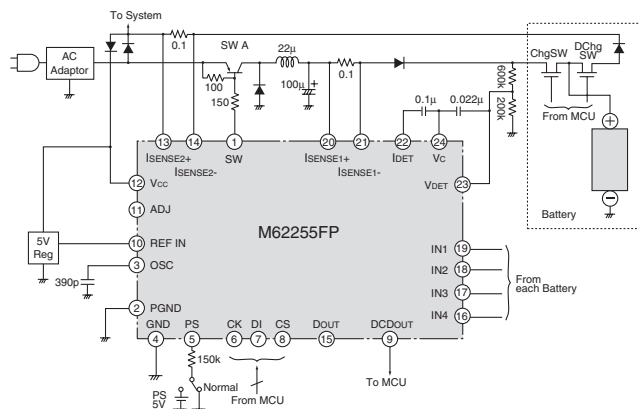 To System
SW A
22μ
ChgSW
DChg
SW
AC
Adaptor
0.1
100
150
100μ
+
0.1
600k
200k
0.1μ
0.022μ
From MCU
+
−
Battery
13
14
1
20
21
22
24
ISENSE2+
ISENSE2-
SW
ISENSE1+
ISENSE1-
IDET
VC
12
VCC
VDET
23
11
ADJ
M62255FP
5V
Reg
10
REF IN
3
OSC
390p
2
PGND
IN1
19
IN2
18
IN3
17
IN4
16
From
each Battery
GND
PS
CK
DI
CS
DOUT
DCDOUT
4
5
6
7
8
15
9
150k
Normal
PS
5V
From MCU
To MCU